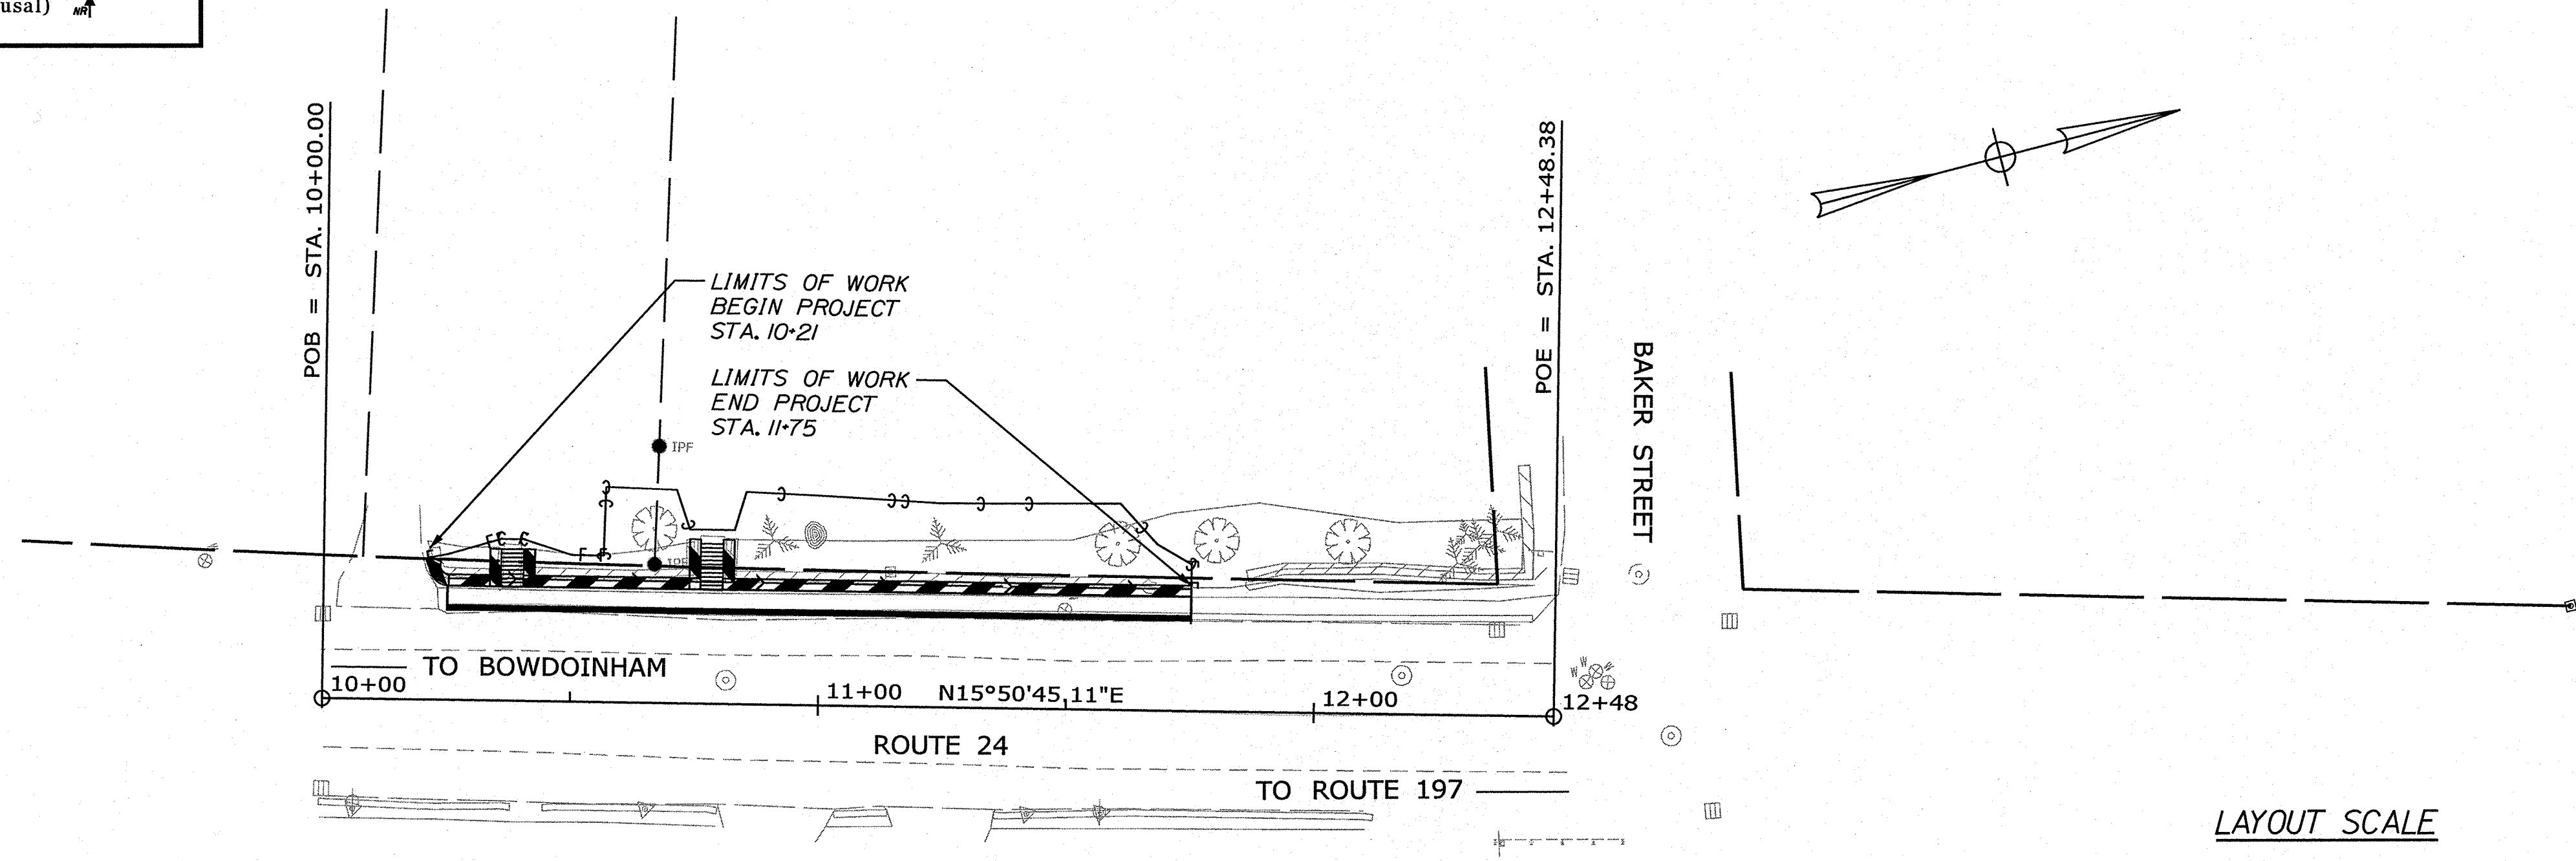 usal)
NR
POB = STA. 10+00.00
LIMITS OF WORK
BEGIN PROJECT
STA. 10+21
LIMITS OF WORK
END PROJECT
STA. 11+75
POE = STA. 12+48.38
BAKER STREET
IPF
TO BOWDOINHAM
10+00
11+00
N15°50'45.11"E
12+00
12+48
ROUTE 24
TO ROUTE 197
LAYOUT SCALE